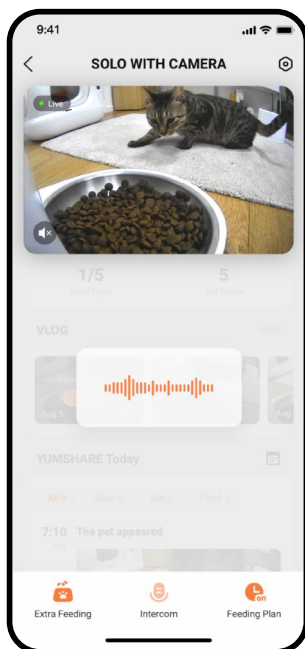 9:41
SOLO WITH CAMERA
Live
1/5
5
VLOG
Aug 5
Aug
YUMSHARE Today
7:10 The pet appeared
on
Extra Feeding
Intercom
Feeding Plan